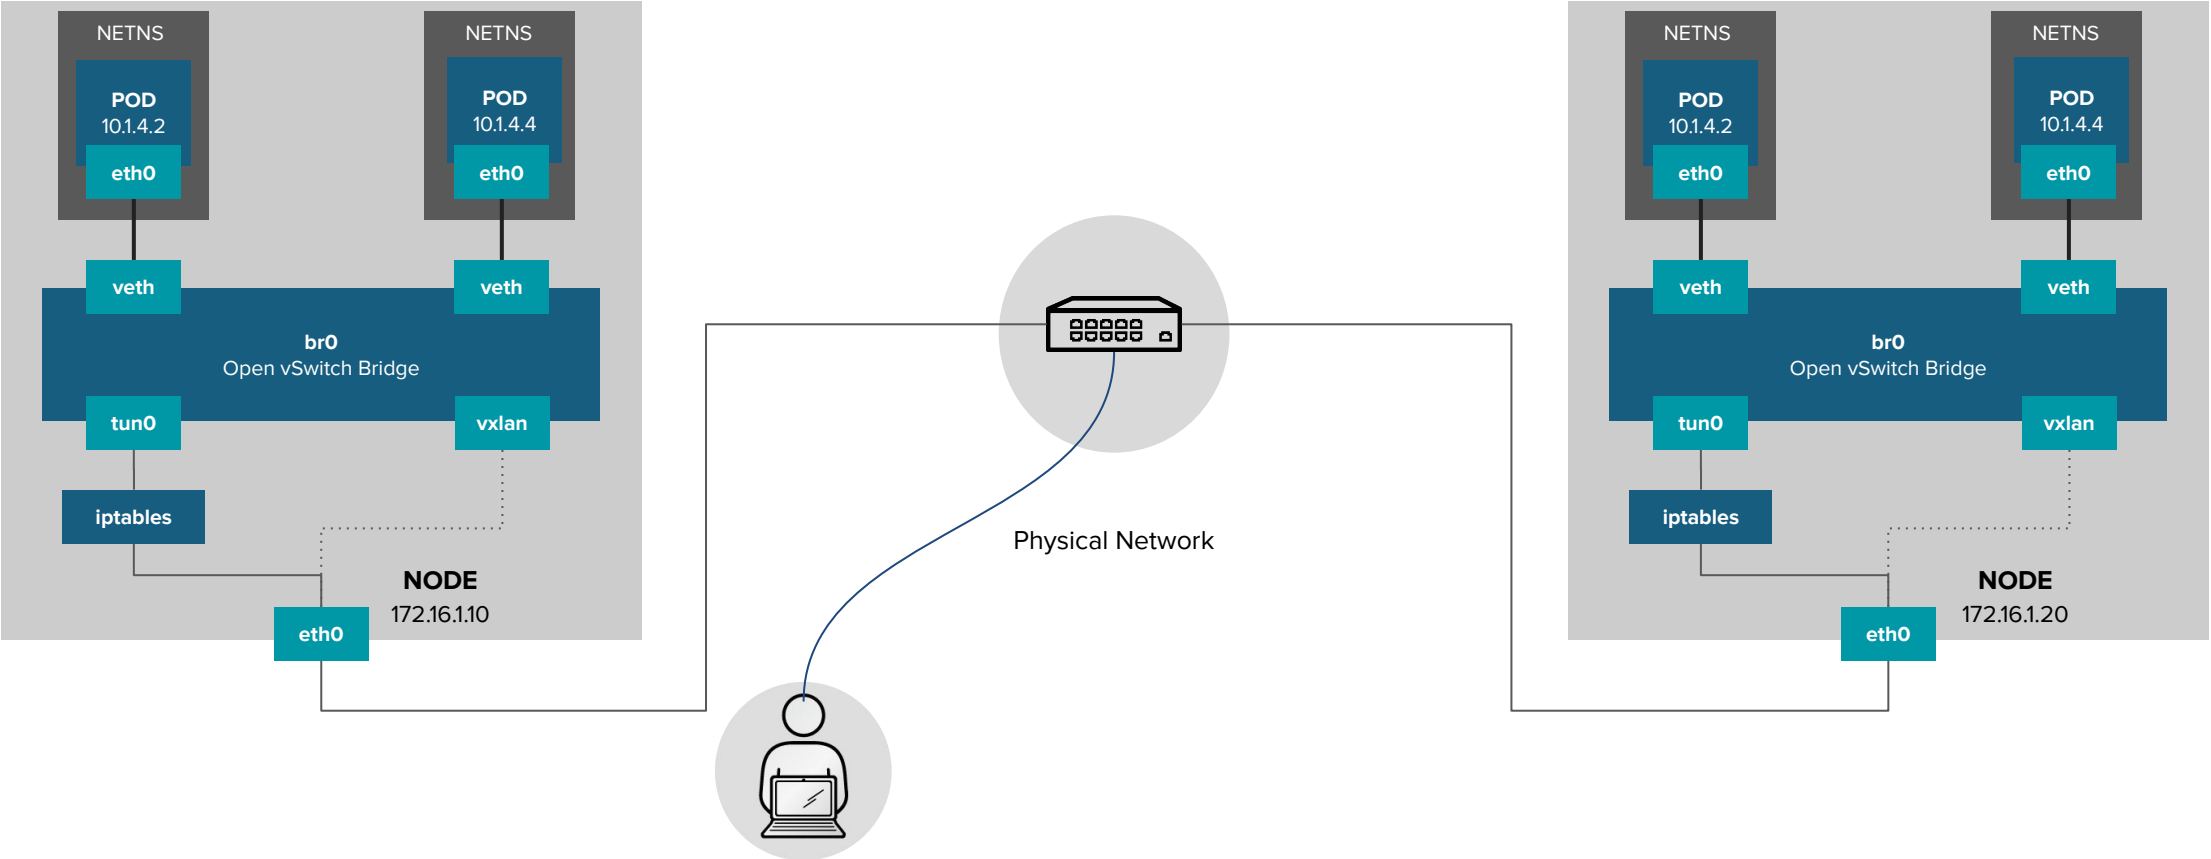 NETNS
POD
10.1.4.2
eth0
NETNS
POD
10.1.4.4
eth0
veth
veth
br0
Open vSwitch Bridge
tun0
vxlan
iptables
NODE
172.16.1.10
eth0
Physical Network
NETNS
POD
10.1.4.2
eth0
NETNS
POD
10.1.4.4
eth0
veth
veth
br0
Open vSwitch Bridge
tun0
vxlan
iptables
NODE
172.16.1.20
eth0